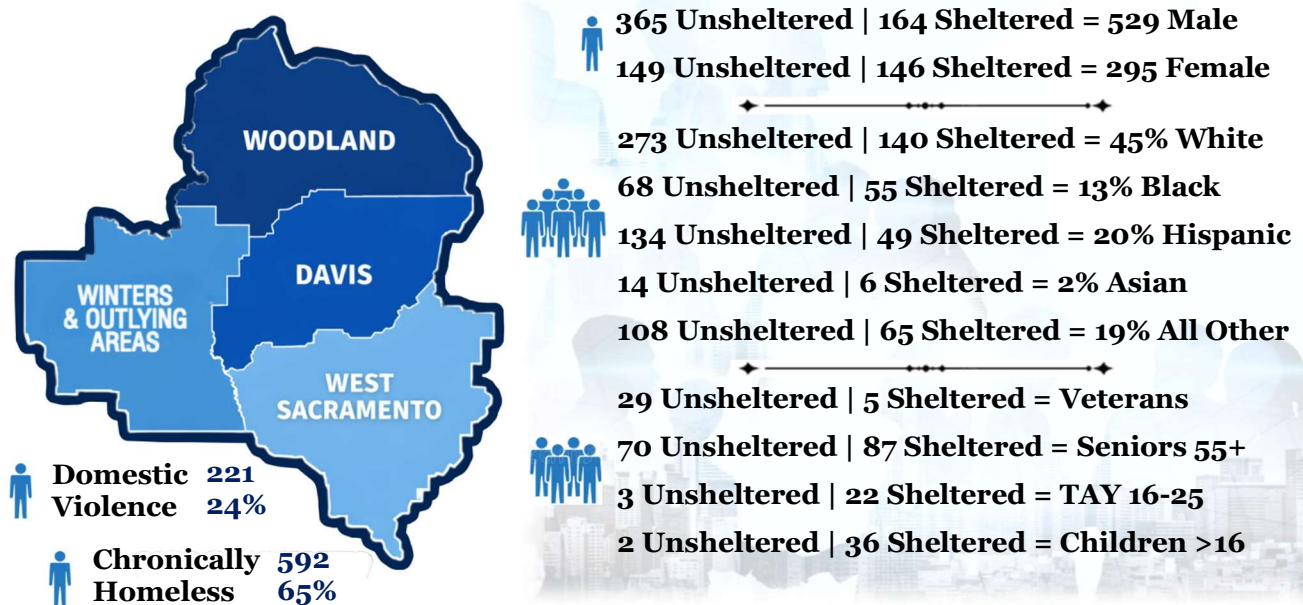 WOODLAND
DAVIS
WINTERS
& OUTLYING
AREAS
WEST
SACRAMENTO
Domestic 221
Violence 24%
Chronically 592
Homeless 65%
365 Unsheltered | 164 Sheltered = 529 Male
149 Unsheltered | 146 Sheltered = 295 Female
273 Unsheltered | 140 Sheltered = 45% White
68 Unsheltered | 55 Sheltered = 13% Black
134 Unsheltered | 49 Sheltered = 20% Hispanic
14 Unsheltered | 6 Sheltered = 2% Asian
108 Unsheltered | 65 Sheltered = 19% All Other
29 Unsheltered | 5 Sheltered = Veterans
70 Unsheltered | 87 Sheltered = Seniors 55+
3 Unsheltered | 22 Sheltered = TAY 16-25
2 Unsheltered | 36 Sheltered = Children >16